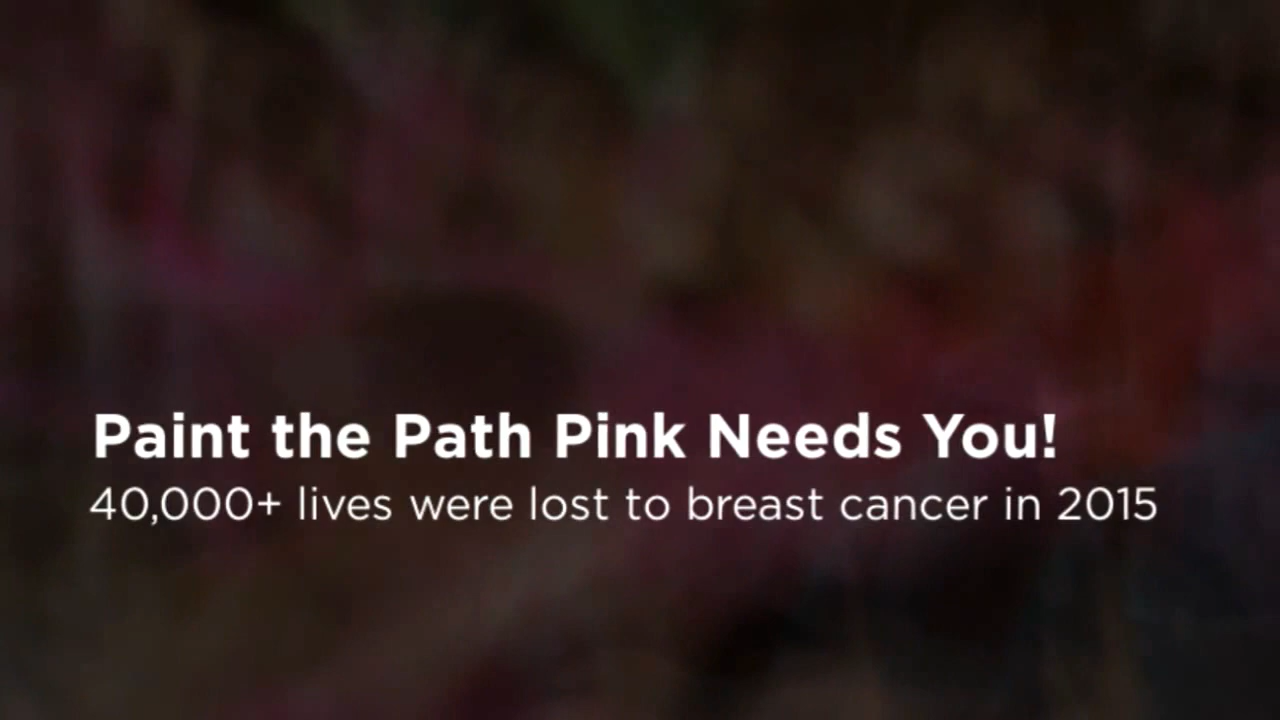 Paint the Path Pink Needs You!
40,000+ lives were lost to breast cancer in 2015